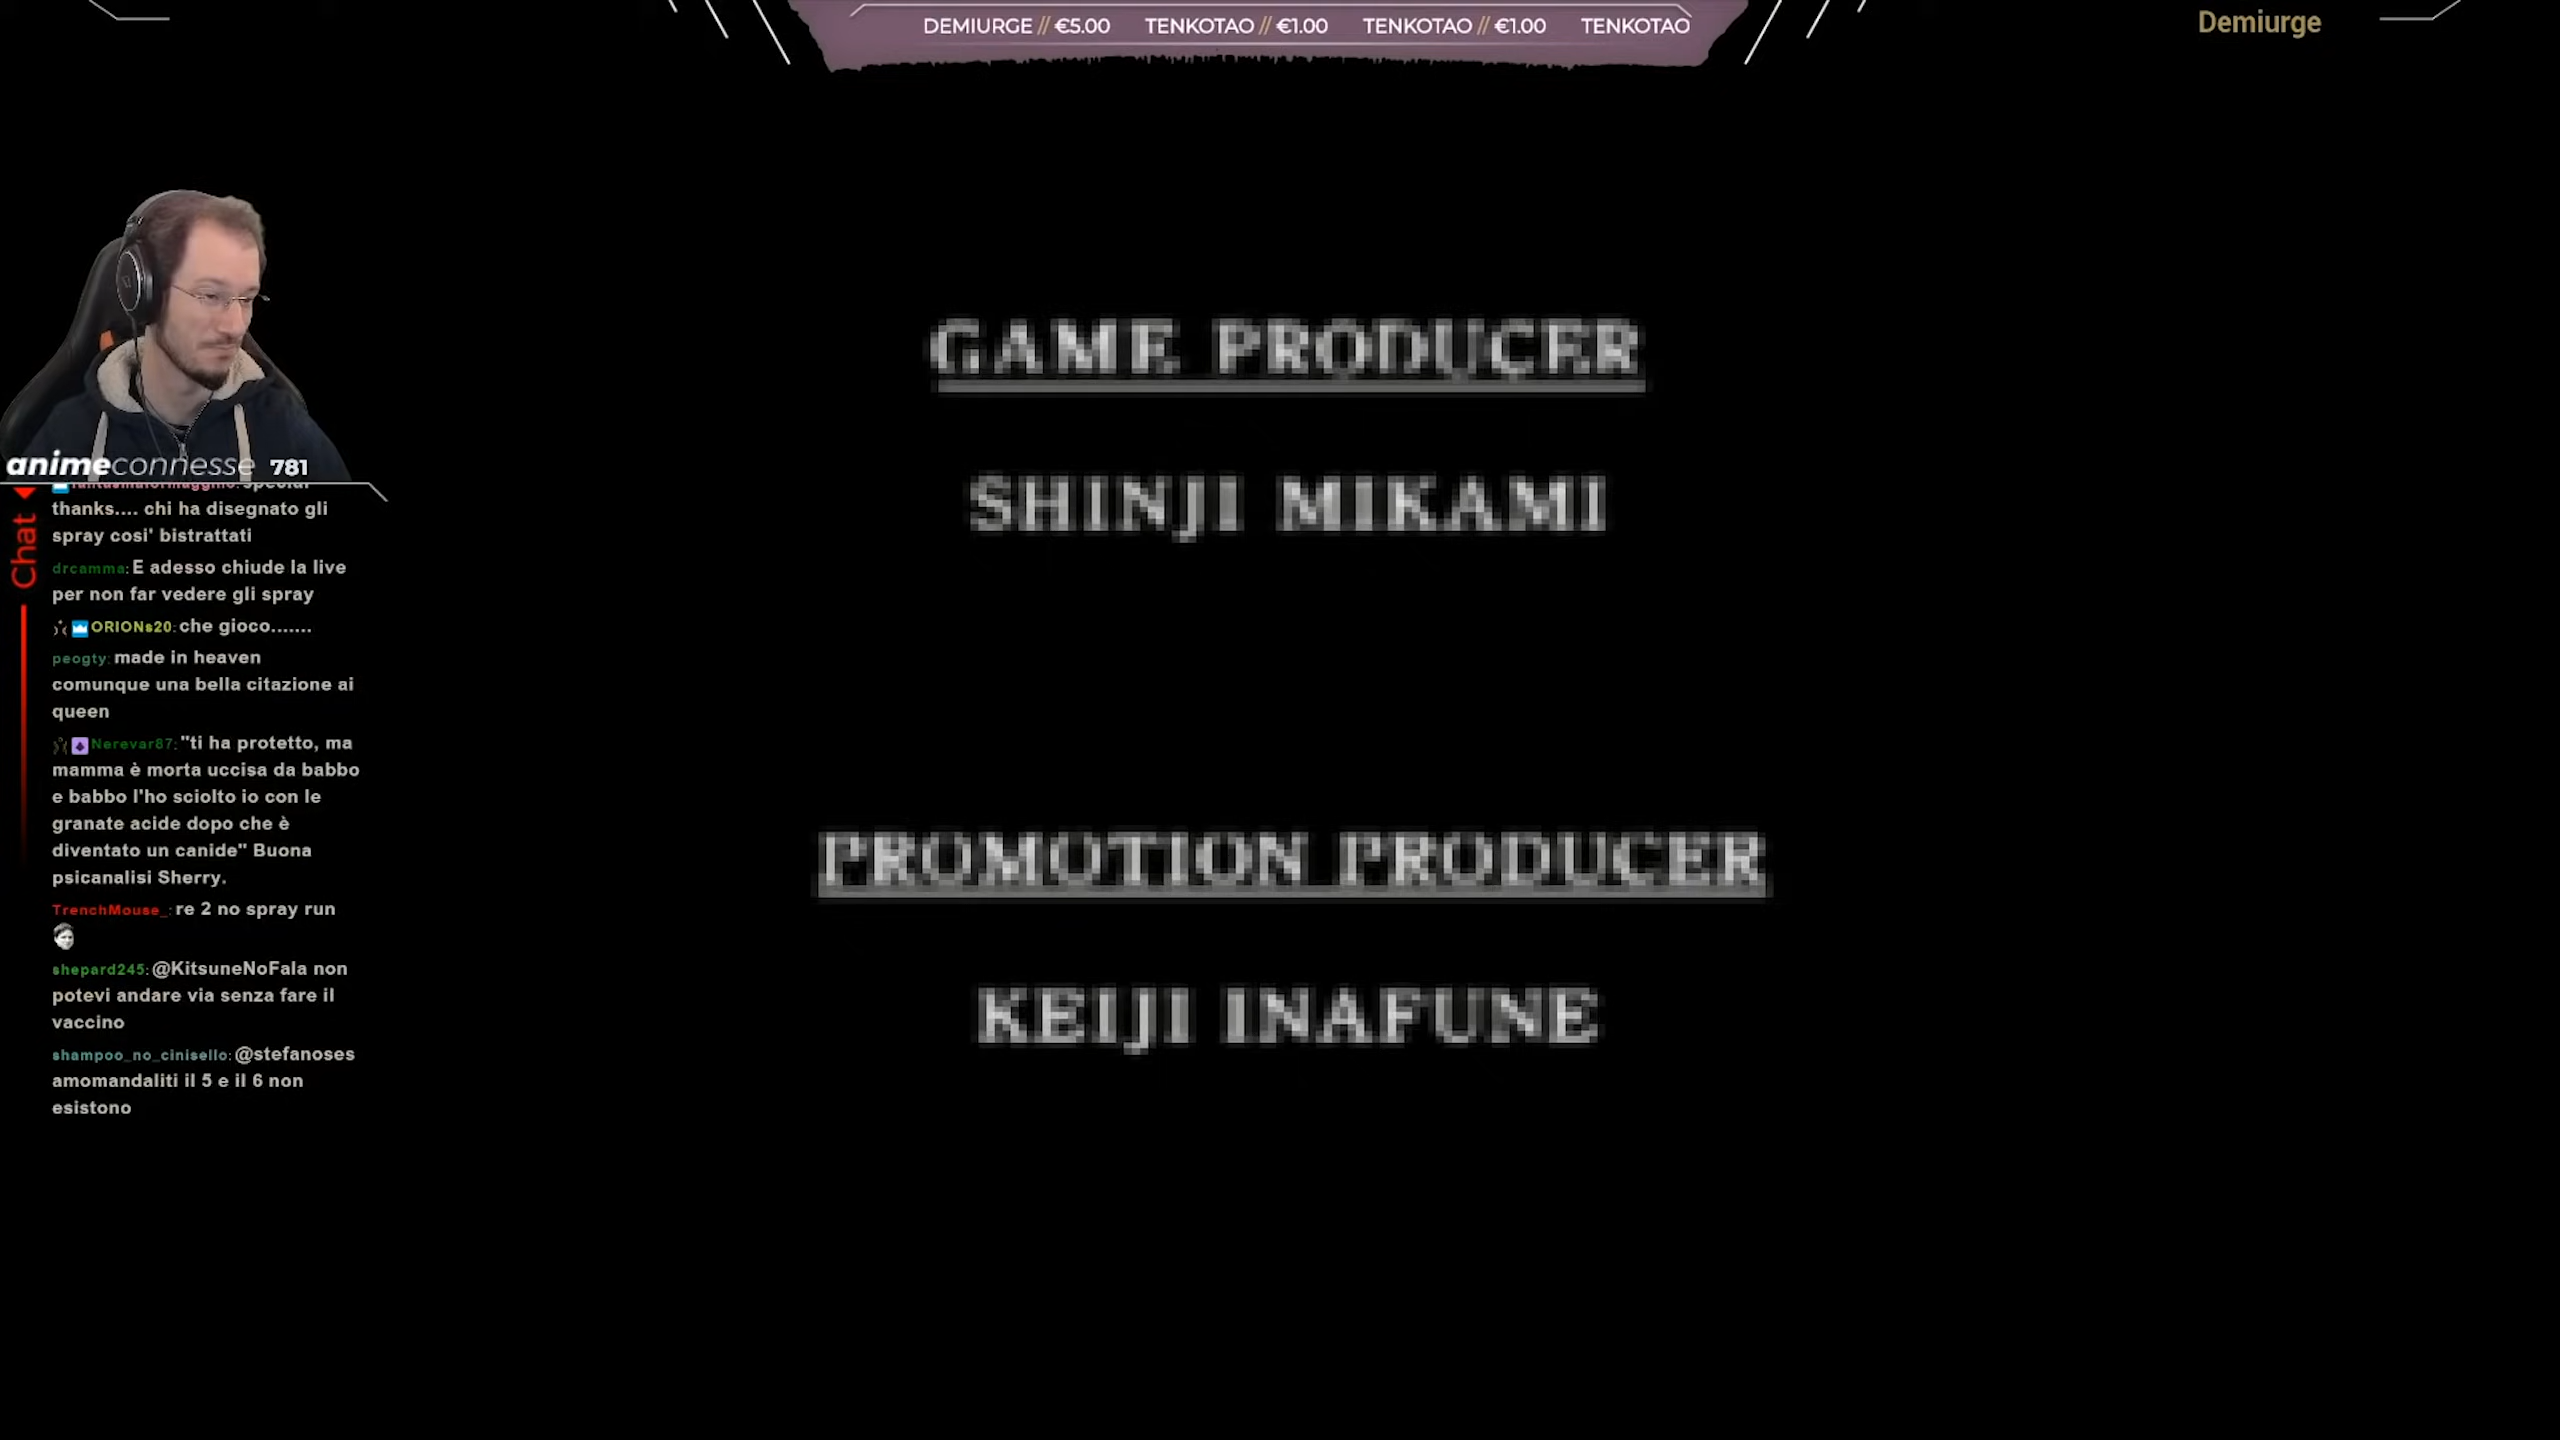 DEMIURGE // €5.00 TENKOTAO // €1.00 TENKOTAO // €1.00 TENKOTAO
Demiurge
GAME PRODUCER
SHINJI MIKAMI
PROMOTION PRODUCER
KEIJI INAFUNE
animeconnesse 781
Chat
thanks.... chi ha disegnato gli
spray cosi' bistrattati
drcamma: E adesso chiude la live
per non far vedere gli spray
ORIONs20: che gioco.......
peogty: made in heaven
comunque una bella citazione ai
queen
Nerevar87: "ti ha protetto, ma
mamma è morta uccisa da babbo
e babbo l'ho sciolto io con le
granate acide dopo che è
diventato un canide" Buona
psicanalisi Sherry.
TrenchMouse_: re 2 no spray run
shepard245: @KitsuneNoFala non
potevi andare via senza fare il
vaccino
shampoo_no_cinisello: @stefanoses
amomandaliti il 5 e il 6 non
esistono